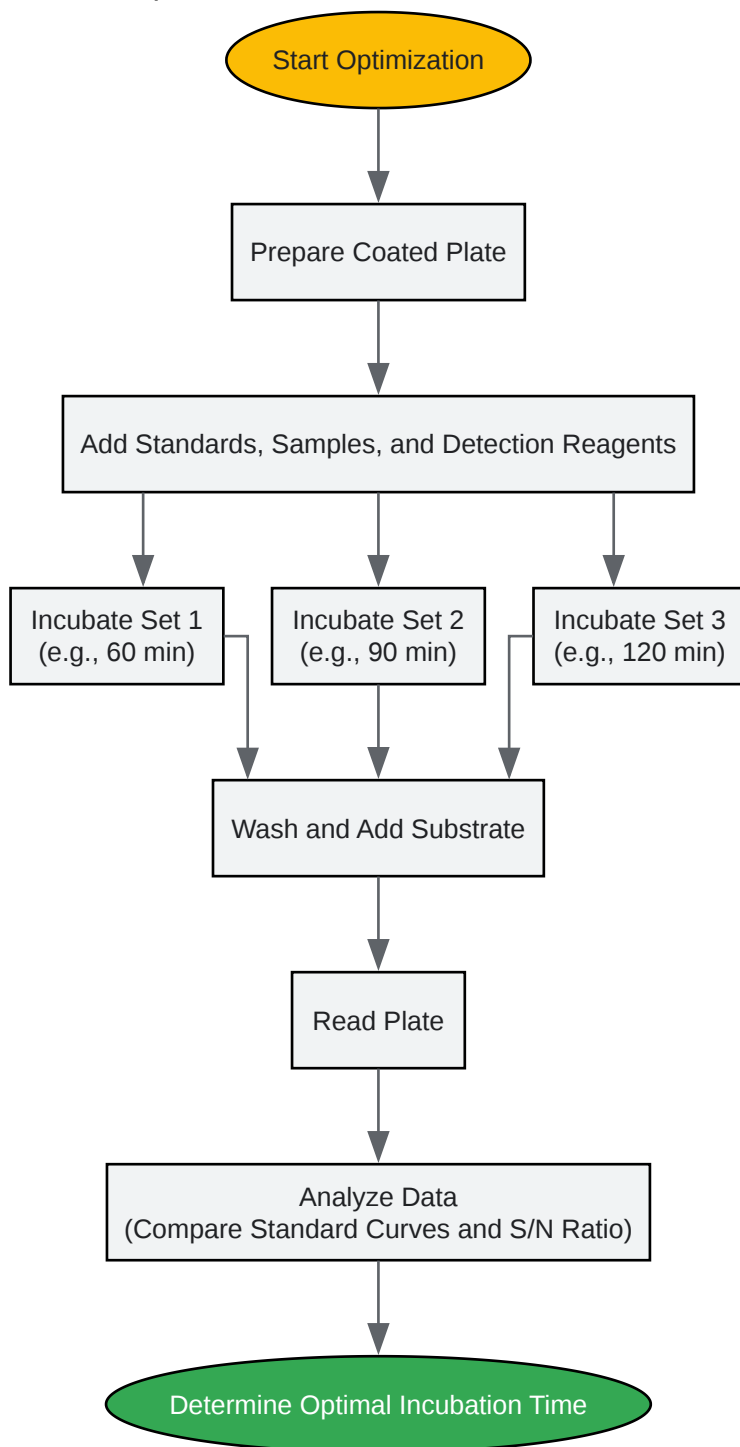 Start Optimization
Prepare Coated Plate
Add Standards, Samples, and Detection Reagents
Incubate Set 1
(e.g., 60 min)
Incubate Set 2
(e.g., 90 min)
Incubate Set 3
(e.g., 120 min)
Wash and Add Substrate
Read Plate
Analyze Data
(Compare Standard Curves and S/N Ratio)
Determine Optimal Incubation Time